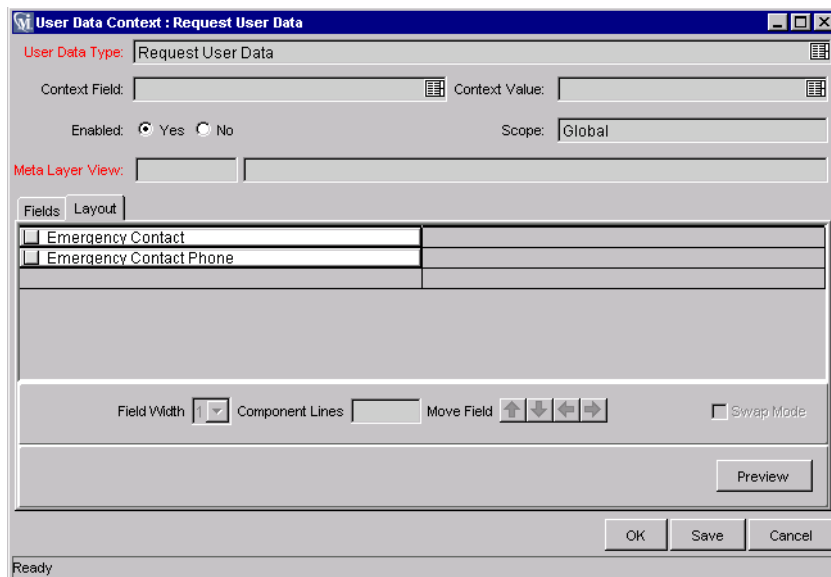 User Data Context : Request User Data
User Data Type: Request User Data
Context Field: Context Value:
Enabled: Yes No Scope: Global
Meta Layer View:
Fields Layout
Emergency Contact
Emergency Contact Phone
Field Width 1 Component Lines Move Field Swap Mode
Preview
OK Save Cancel
Ready